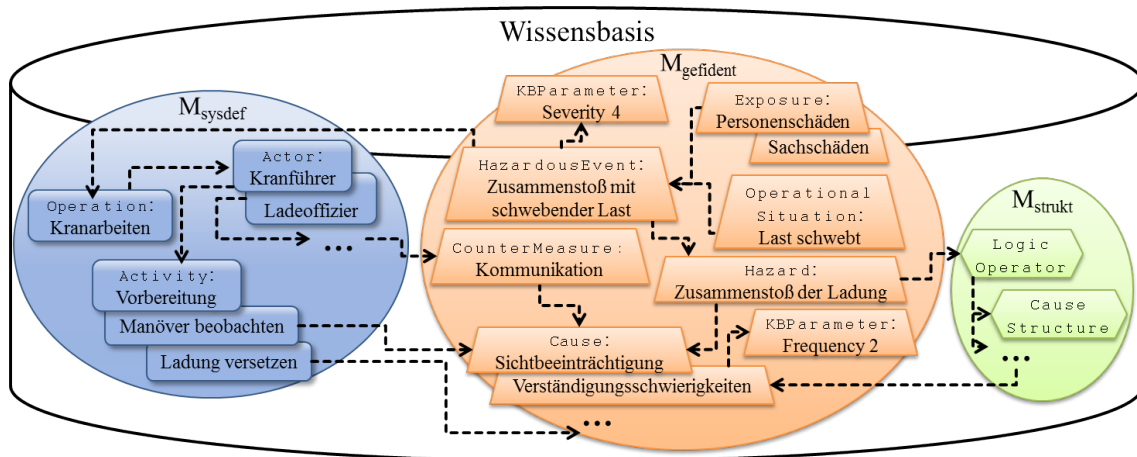 Wissensbasis
M_sysdef
Operation:
Kranarbeiten
Actor:
Kranführer
Ladeoffizier
...
Activity:
Vorbereitung
Manöver beobachten
Ladung versetzen
M_gefident
KBParameter:
Severity 4
Exposure:
Personenschäden
Sachschäden
HazardousEvent:
Zusammenstoß mit
schwebender Last
Operational
Situation:
Last schwebt
CounterMeasure:
Kommunikation
Hazard:
Zusammenstoß der Ladung
KBParameter:
Frequency 2
Cause:
Sichtbeeinträchtigung
Verständigungsschwierigkeiten
...
M_strukt
Logic
Operator
Cause
Structure
...